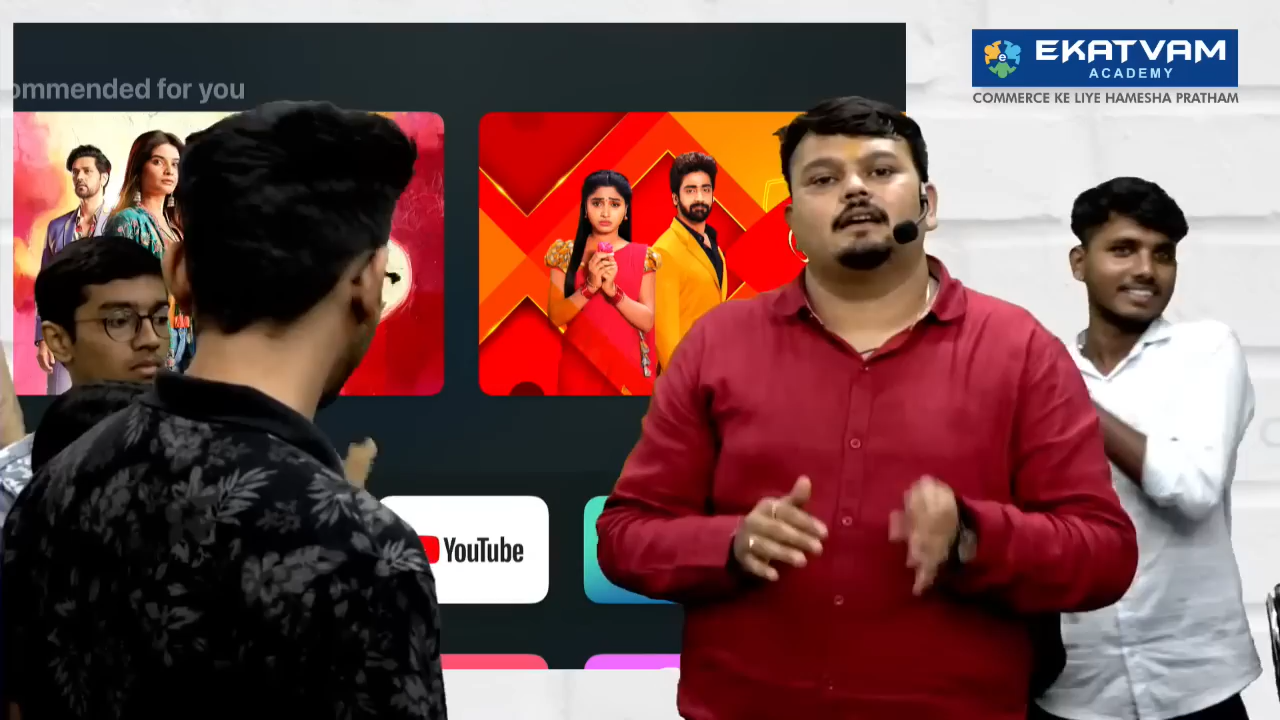 EKATVAM
ACADEMY
COMMERCE KE LIYE HAMESHA PRATHAM
ommended for you
YouTube